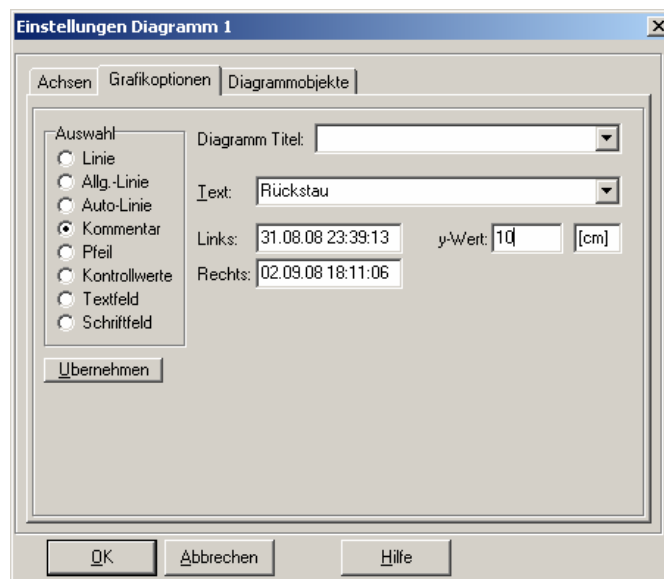 Einstellungen Diagramm 1
Achsen Grafikoptionen Diagrammobjekte
Auswahl
Linie
Allg.-Linie
Auto-Linie
Kommentar
Pfeil
Kontrollwerte
Textfeld
Schriftfeld
Diagramm Titel:
Text: Rückstau
Links: 31.08.08 23:39:13 y-Wert: 10 [cm]
Rechts: 02.09.08 18:11:06
Übernehmen
OK Abbrechen Hilfe